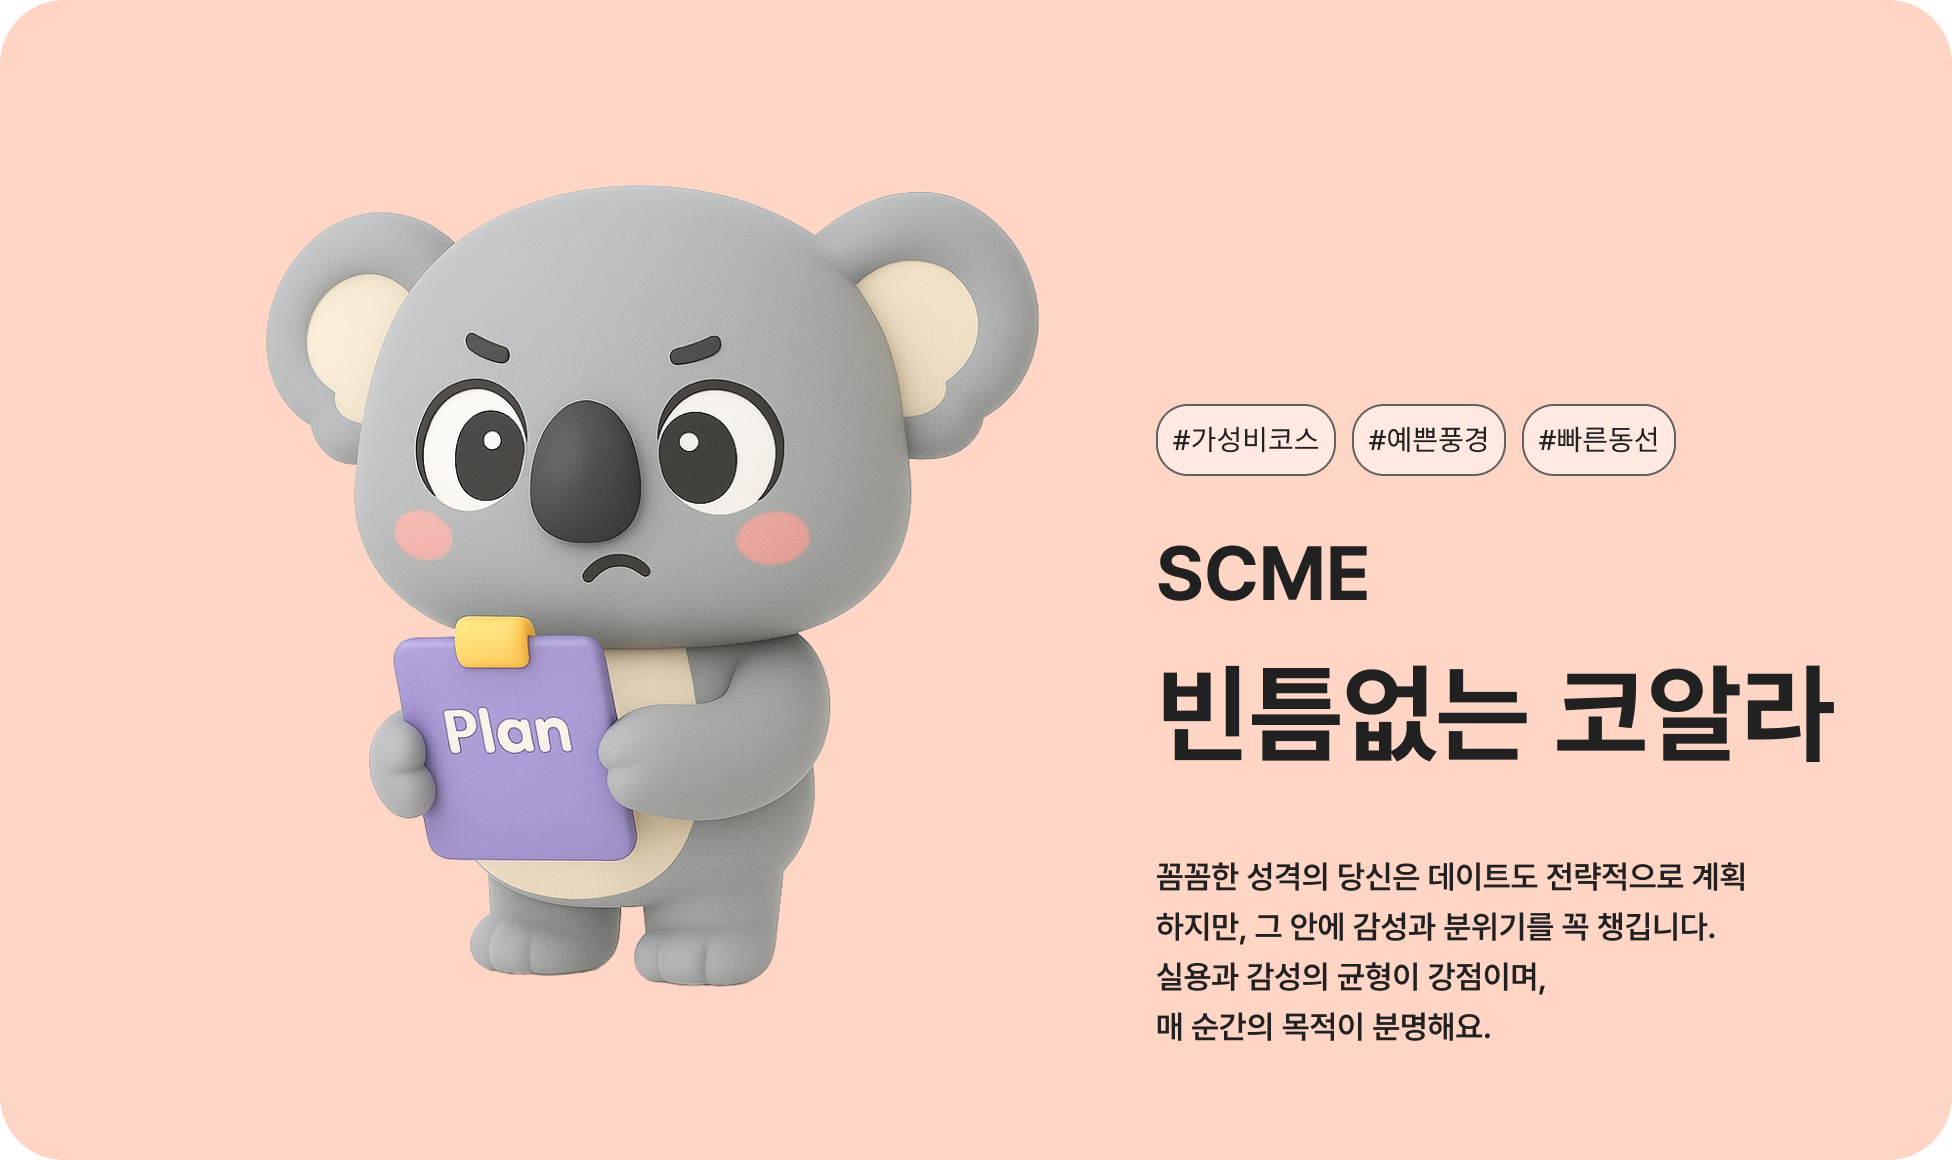 Plan
#가성비코스 #예쁜풍경 #빠른동선
SCME
빈틈없는 코알라
꼼꼼한 성격의 당신은 데이트도 전략적으로 계획
하지만, 그 안에 감성과 분위기를 꼭 챙깁니다.
실용과 감성의 균형이 강점이며,
매 순간의 목적이 분명해요.